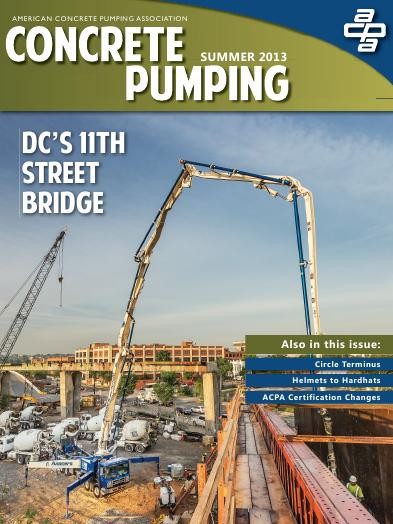 AMERICAN CONCRETE PUMPING ASSOCIATION
CONCRETE
SUMMER 2013
PUMPING
acpa
DC'S 11TH
STREET
BRIDGE
Also in this issue:
Circle Terminus
Helmets to Hardhats
ACPA Certification Changes